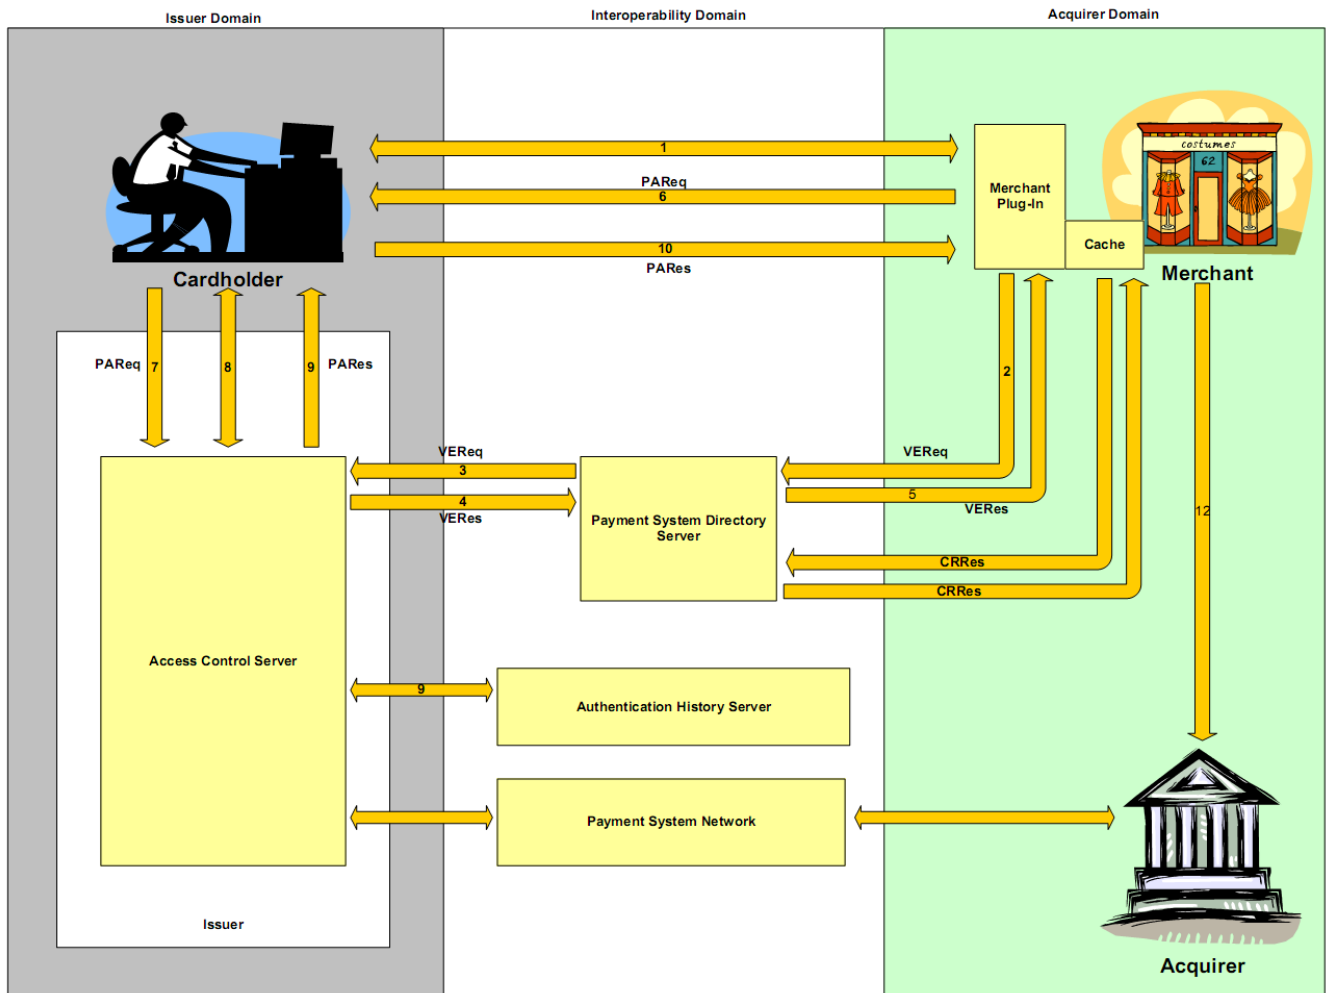 Issuer Domain
Interoperability Domain
Acquirer Domain
1
PAReq
6
10
PARes
Merchant
Plug-In
Cache
costumes
62
Cardholder
Merchant
PAReq
7
8
9
PARes
2
12
VEReq
3
4
VERes
Payment System Directory
Server
VEReq
5
VERes
CRRes
CRRes
Access Control Server
9
Authentication History Server
Payment System Network
Issuer
Acquirer